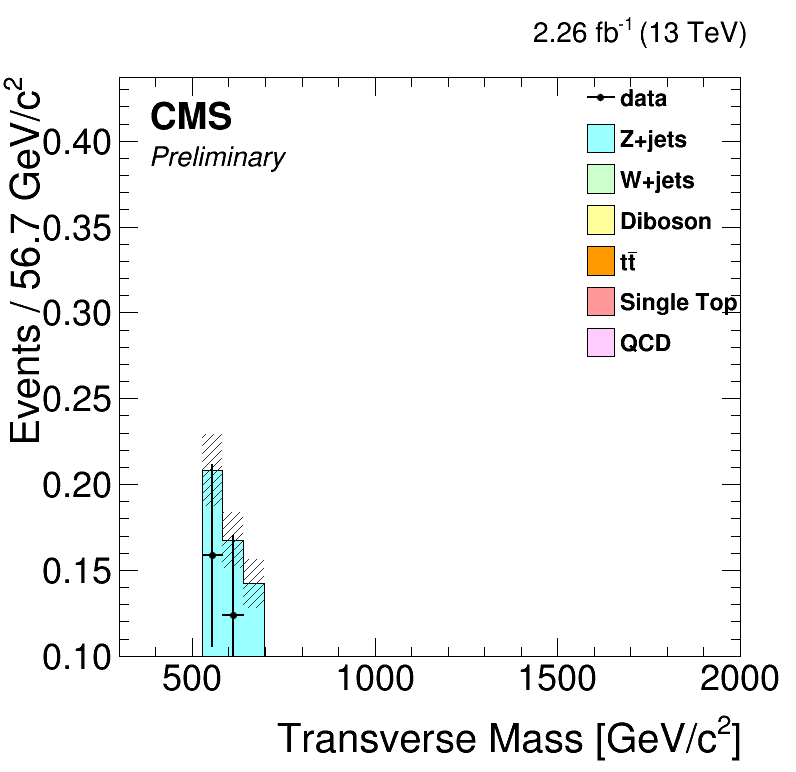 2.26 fb⁻¹ (13 TeV)
CMS
Preliminary
data
Z+jets
W+jets
Diboson
tt̄
Single Top
QCD
Events / 56.7 GeV/c²
0.40
0.35
0.30
0.25
0.20
0.15
0.10
500
1000
1500
2000
Transverse Mass [GeV/c²]